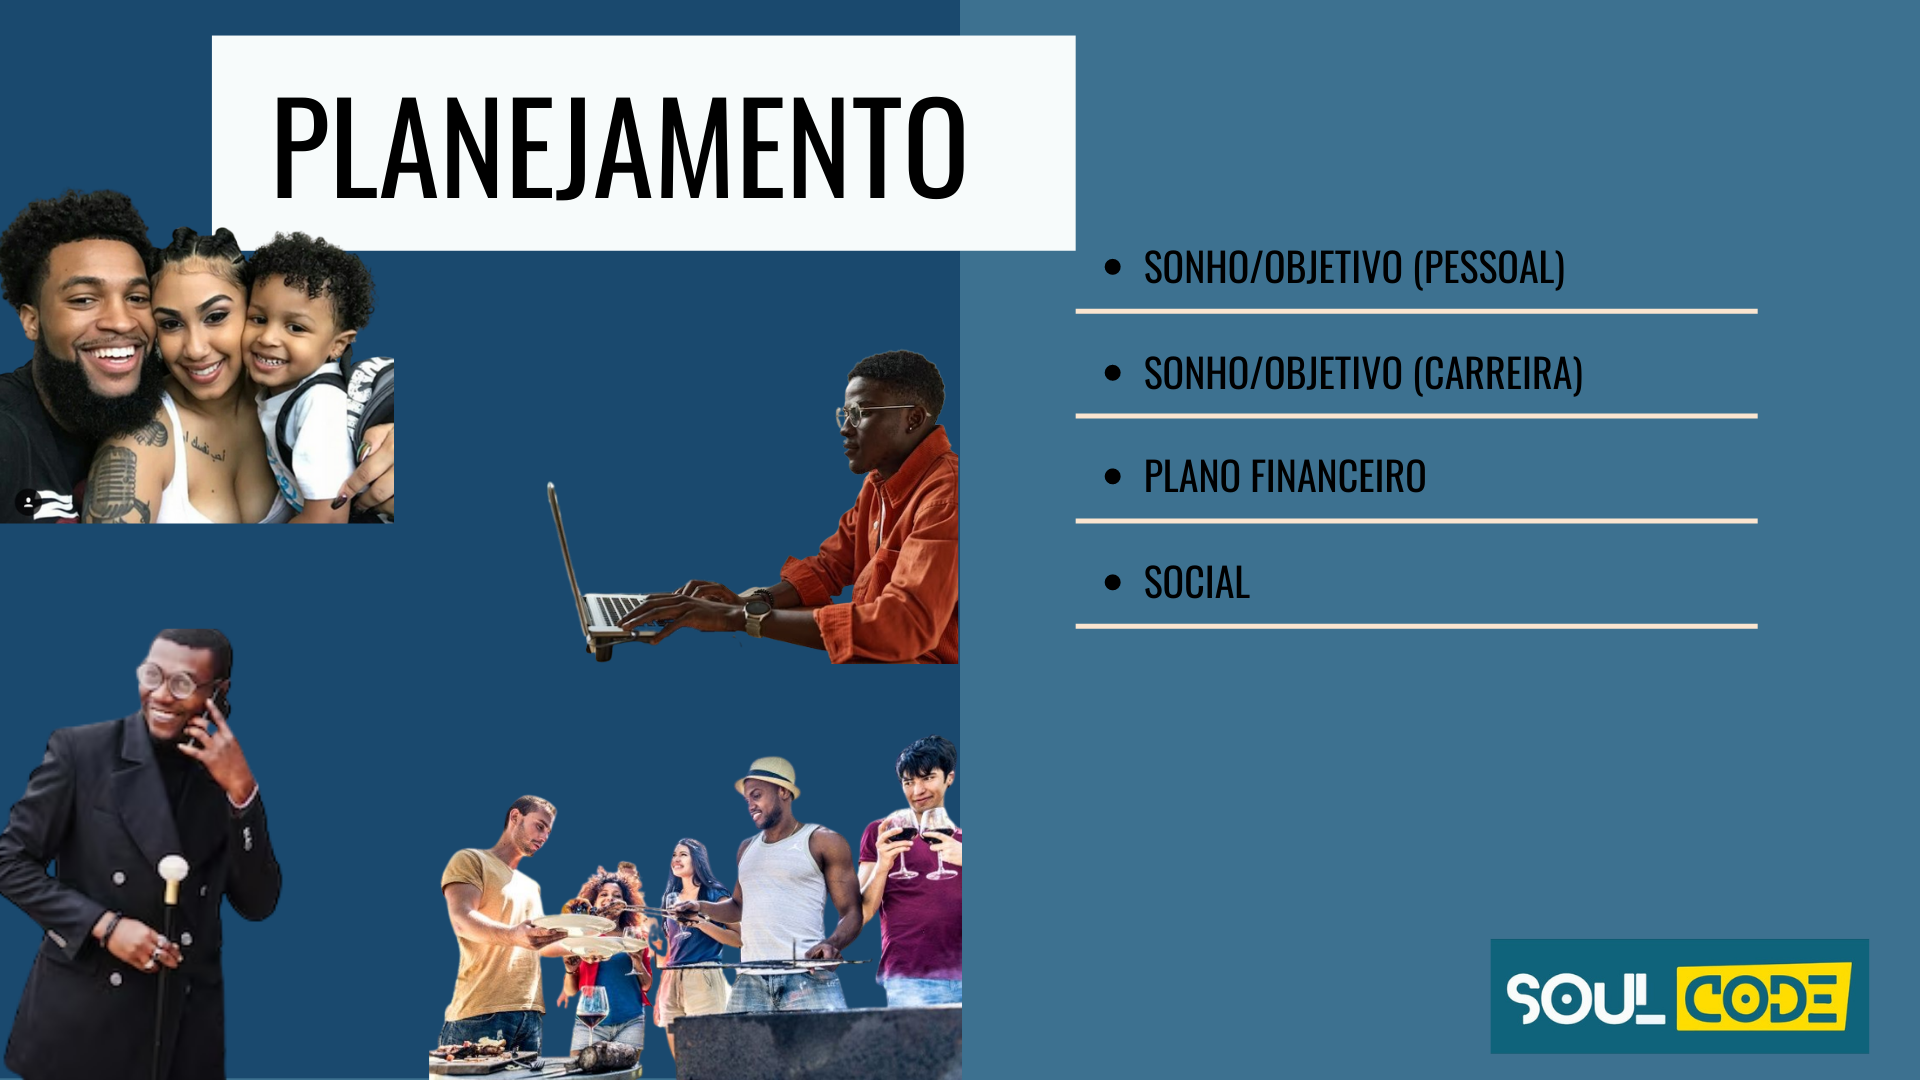 PLANEJAMENTO
SONHO/OBJETIVO (PESSOAL)
SONHO/OBJETIVO (CARREIRA)
PLANO FINANCEIRO
SOCIAL
SOUL CODE